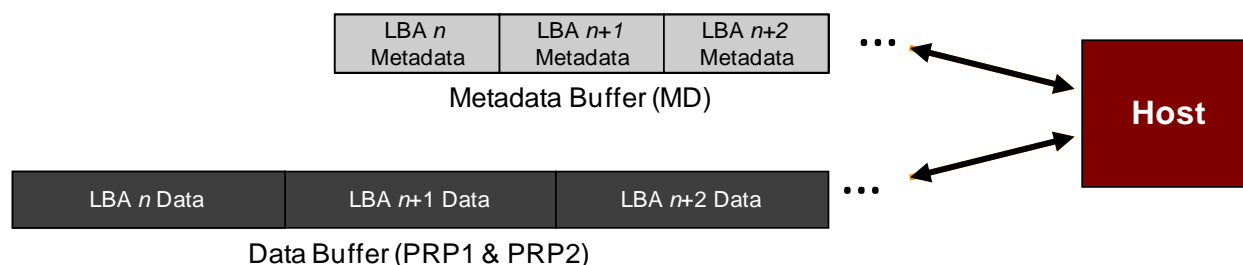 LBA n Metadata
LBA n+1 Metadata
LBA n+2 Metadata
...
Metadata Buffer (MD)
Host
LBA n Data
LBA n+1 Data
LBA n+2 Data
...
Data Buffer (PRP1 & PRP2)